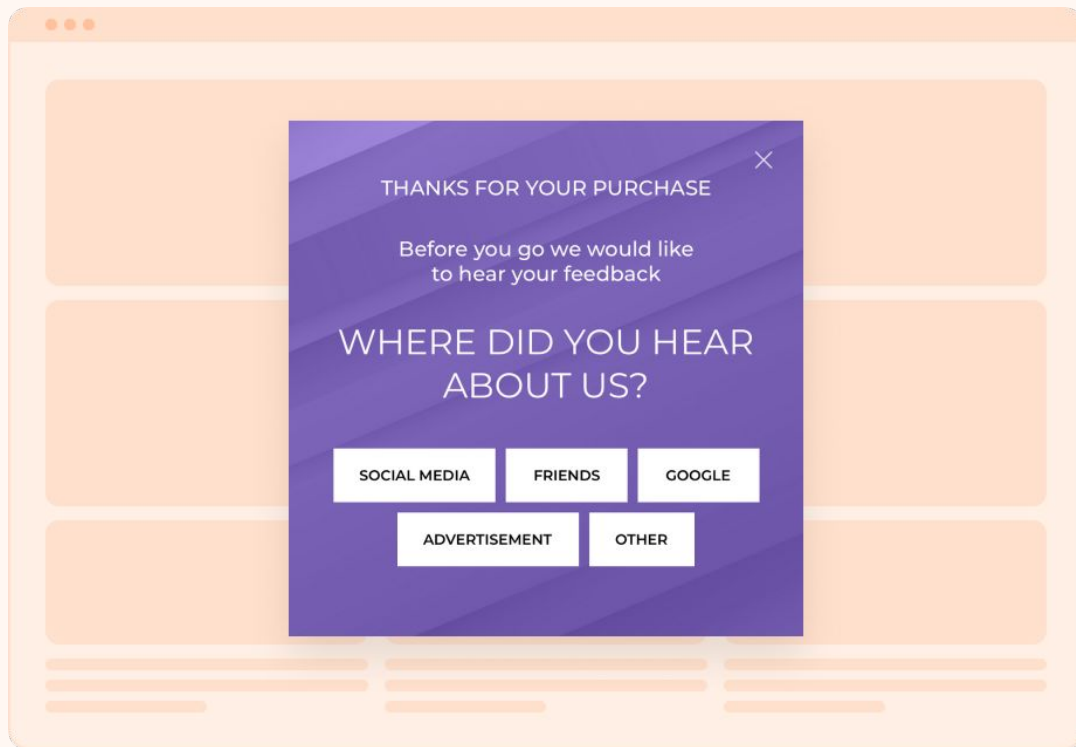 THANKS FOR YOUR PURCHASE
Before you go we would like
to hear your feedback
WHERE DID YOU HEAR
ABOUT US?
SOCIAL MEDIA
FRIENDS
GOOGLE
ADVERTISEMENT
OTHER